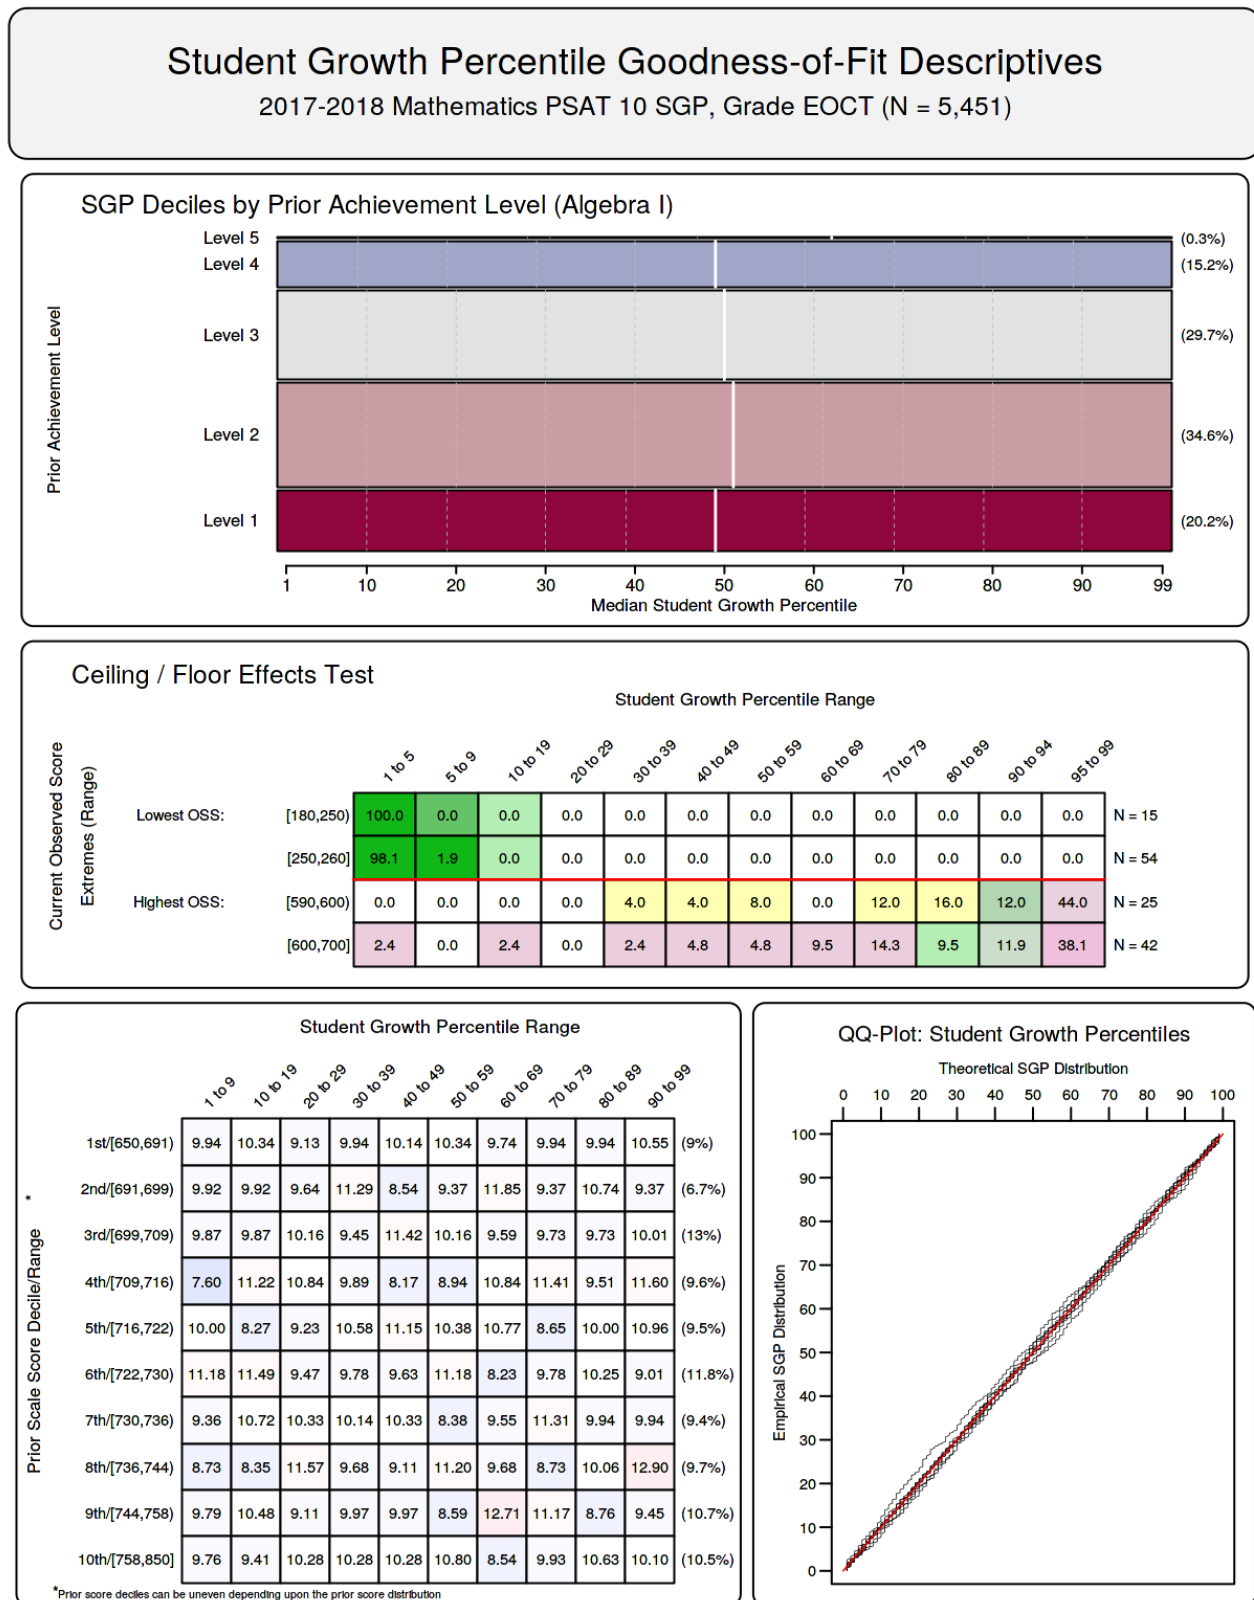 Student Growth Percentile Goodness-of-Fit Descriptives
2017-2018 Mathematics PSAT 10 SGP, Grade EOCT (N = 5,451)
SGP Deciles by Prior Achievement Level (Algebra I)
Prior Achievement Level
Level 5 (0.3%)
Level 4 (15.2%)
Level 3 (29.7%)
Level 2 (34.6%)
Level 1 (20.2%)
1 10 20 30 40 50 60 70 80 90 99
Median Student Growth Percentile
Ceiling / Floor Effects Test
Student Growth Percentile Range
Current Observed Score
Extremes (Range)
1 to 5 5 to 9 10 to 19 20 to 29 30 to 39 40 to 49 50 to 59 60 to 69 70 to 79 80 to 89 90 to 94 95 to 99
Lowest OSS: [180,250) 100.0 0.0 0.0 0.0 0.0 0.0 0.0 0.0 0.0 0.0 0.0 0.0 N = 15
[250,260] 98.1 1.9 0.0 0.0 0.0 0.0 0.0 0.0 0.0 0.0 0.0 0.0 N = 54
Highest OSS: [590,600) 0.0 0.0 0.0 0.0 4.0 4.0 8.0 0.0 12.0 16.0 12.0 44.0 N = 25
[600,700] 2.4 0.0 2.4 0.0 2.4 4.8 4.8 9.5 14.3 9.5 11.9 38.1 N = 42
Student Growth Percentile Range
Prior Scale Score Decile/Range *
1 to 9 10 to 19 20 to 29 30 to 39 40 to 49 50 to 59 60 to 69 70 to 79 80 to 89 90 to 99
1st/[650,691) 9.94 10.34 9.13 9.94 10.14 10.34 9.74 9.94 9.94 10.55 (9%)
2nd/[691,699) 9.92 9.92 9.64 11.29 8.54 9.37 11.85 9.37 10.74 9.37 (6.7%)
3rd/[699,709) 9.87 9.87 10.16 9.45 11.42 10.16 9.59 9.73 9.73 10.01 (13%)
4th/[709,716) 7.60 11.22 10.84 9.89 8.17 8.94 10.84 11.41 9.51 11.60 (9.6%)
5th/[716,722) 10.00 8.27 9.23 10.58 11.15 10.38 10.77 8.65 10.00 10.96 (9.5%)
6th/[722,730) 11.18 11.49 9.47 9.78 9.63 11.18 8.23 9.78 10.25 9.01 (11.8%)
7th/[730,736) 9.36 10.72 10.33 10.14 10.33 8.38 9.55 11.31 9.94 9.94 (9.4%)
8th/[736,744) 8.73 8.35 11.57 9.68 9.11 11.20 9.68 8.73 10.06 12.90 (9.7%)
9th/[744,758) 9.79 10.48 9.11 9.97 9.97 8.59 12.71 11.17 8.76 9.45 (10.7%)
10th/[758,850] 9.76 9.41 10.28 10.28 10.28 10.80 8.54 9.93 10.63 10.10 (10.5%)
*Prior score deciles can be uneven depending upon the prior score distribution
QQ-Plot: Student Growth Percentiles
Theoretical SGP Distribution
0 10 20 30 40 50 60 70 80 90 100
Empirical SGP Distribution
100
90
80
70
60
50
40
30
20
10
0